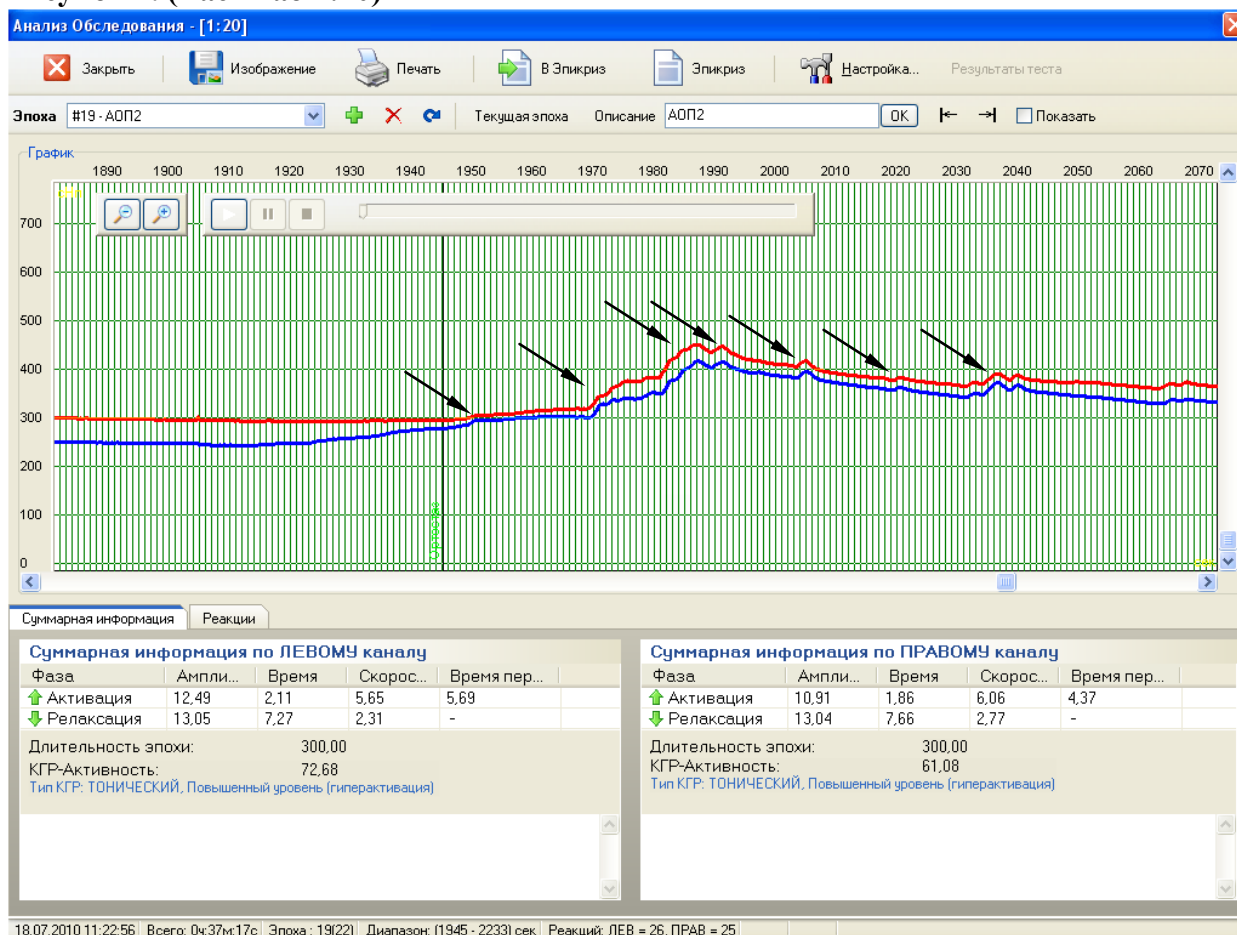 Анализ Обследования - [1:20]
Закрыть Изображение Печать В Эпикриз Эпикриз Настройка... Результаты теста
Эпоха #19 - АОП2 Текущая эпоха Описание АОП2 OK Показать
График
1890 1900 1910 1920 1930 1940 1950 1960 1970 1980 1990 2000 2010 2020 2030 2040 2050 2060 2070
700
600
500
400
300
200
100
0
Ортостаз
Суммарная информация Реакции
Суммарная информация по ЛЕВОМУ каналу
Фаза Ампли... Время Скорос... Время пер...
Активация 12,49 2,11 5,65 5,69
Релаксация 13,05 7,27 2,31 -
Длительность эпохи: 300,00
КГР-Активность: 72,68
Тип КГР: ТОНИЧЕСКИЙ, Повышенный уровень (гиперактивация)
Суммарная информация по ПРАВОМУ каналу
Фаза Ампли... Время Скорос... Время пер...
Активация 10,91 1,86 6,06 4,37
Релаксация 13,04 7,66 2,77 -
Длительность эпохи: 300,00
КГР-Активность: 61,08
Тип КГР: ТОНИЧЕСКИЙ, Повышенный уровень (гиперактивация)
18.07.2010 11:22:56 Всего: 0ч:37м:17с Эпоха : 19(22) Диапазон: (1945 - 2233) сек Реакций: ЛЕВ = 26, ПРАВ = 25